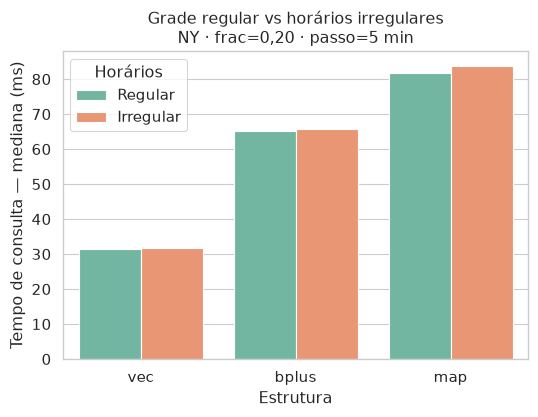 Grade regular vs horários irregulares
NY · frac=0,20 · passo=5 min
Tempo de consulta — mediana (ms)
80
70
60
50
40
30
20
10
0
Horários
Regular
Irregular
vec
bplus
map
Estrutura